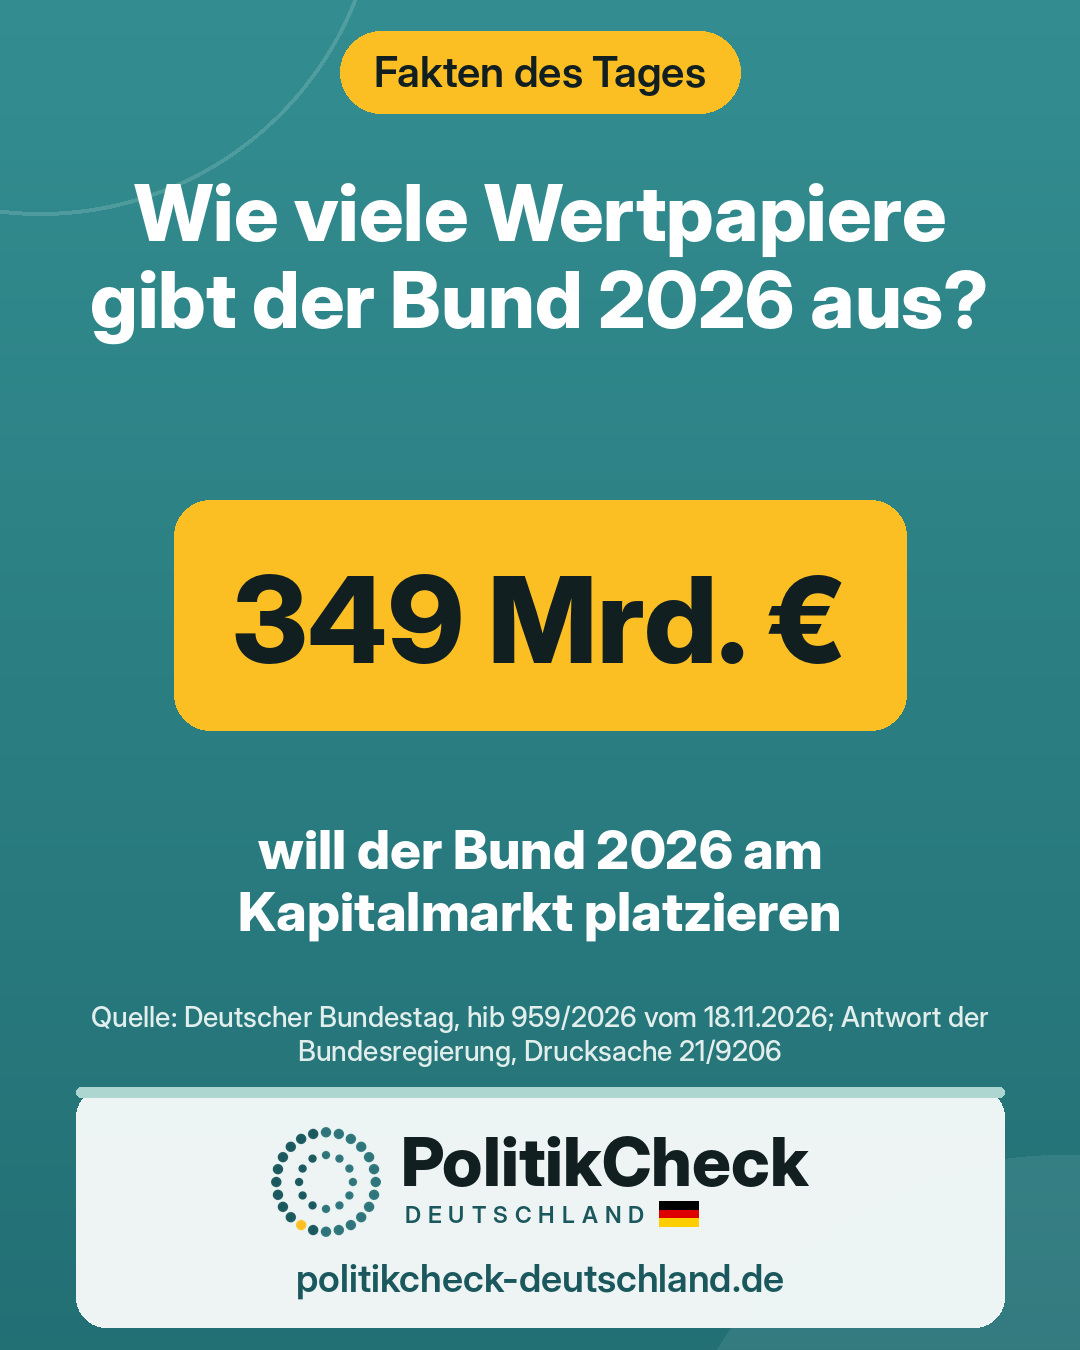 Fakten des Tages
Wie viele Wertpapiere
gibt der Bund 2026 aus?
349 Mrd. €
will der Bund 2026 am
Kapitalmarkt platzieren
Quelle: Deutscher Bundestag, hib 959/2026 vom 18.11.2026; Antwort der
Bundesregierung, Drucksache 21/9206
PolitikCheck
DEUTSCHLAND
politikcheck-deutschland.de